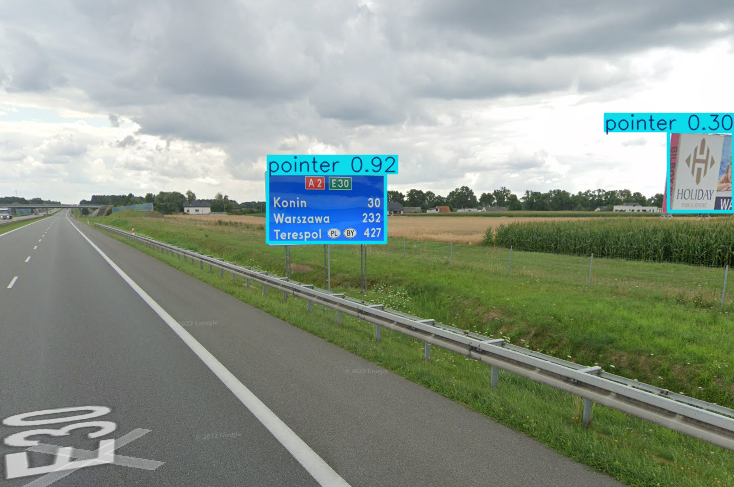 pointer 0.92
pointer 0.30
A2 E30
Konin 30
Warszawa 232
Terespol PL BY 427
HOLIDAY
E30